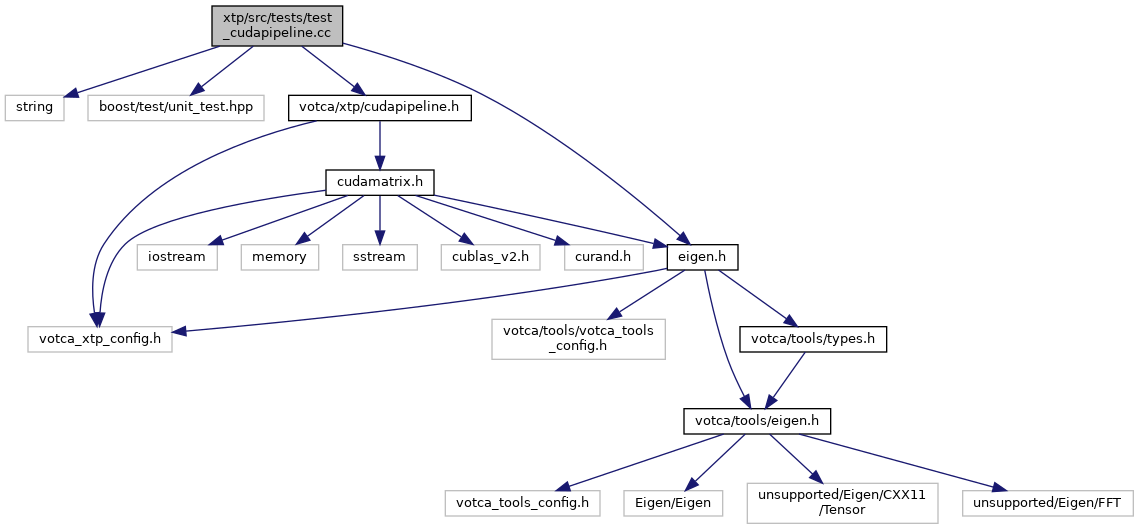 xtp/src/tests/test
_cudapipeline.cc
string
boost/test/unit_test.hpp
votca/xtp/cudapipeline.h
cudamatrix.h
iostream
memory
sstream
cublas_v2.h
curand.h
eigen.h
votca_xtp_config.h
votca/tools/votca_tools
_config.h
votca/tools/types.h
votca/tools/eigen.h
votca_tools_config.h
Eigen/Eigen
unsupported/Eigen/CXX11
/Tensor
unsupported/Eigen/FFT